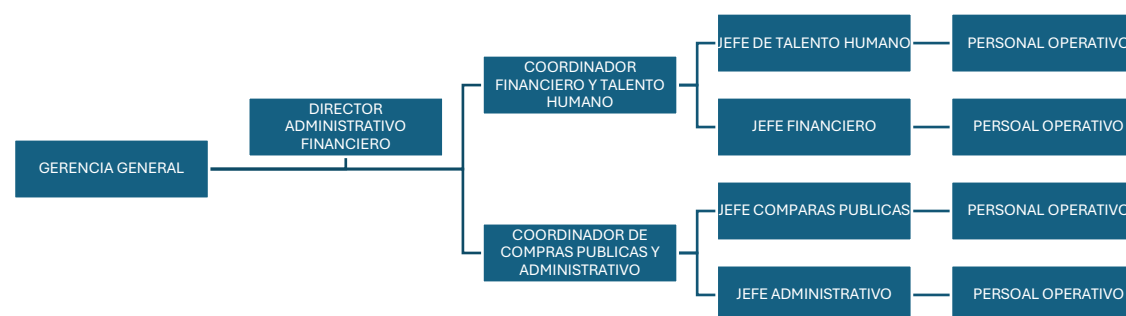 GERENCIA GENERAL
DIRECTOR
ADMINISTRATIVO
FINANCIERO
COORDINADOR
FINANCIERO Y TALENTO
HUMANO
JEFE DE TALENTO HUMANO
PERSONAL OPERATIVO
JEFE FINANCIERO
PERSOAL OPERATIVO
COORDINADOR DE
COMPRAS PUBLICAS Y
ADMINISTRATIVO
JEFE COMPARAS PUBLICAS
PERSONAL OPERATIVO
JEFE ADMINISTRATIVO
PERSOAL OPERATIVO